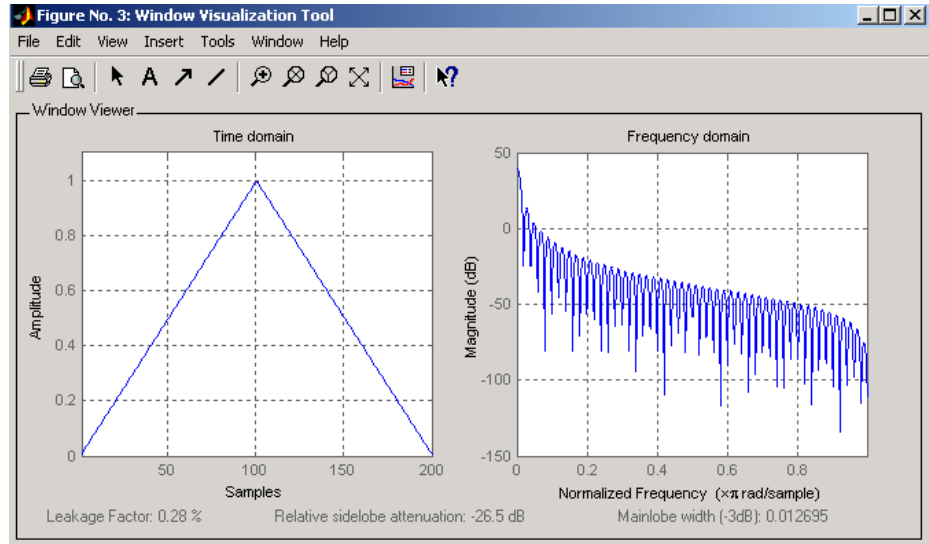 Figure No. 3: Window Visualization Tool
File Edit View Insert Tools Window Help
A
Window Viewer
Time domain
1
0.8
0.6
0.4
0.2
0
50
100
150
200
Amplitude
Samples
Frequency domain
50
0
-50
-100
-150
0
0.2
0.4
0.6
0.8
Magnitude (dB)
Normalized Frequency (×π rad/sample)
Leakage Factor: 0.28 %
Relative sidelobe attenuation: -26.5 dB
Mainlobe width (-3dB): 0.012695